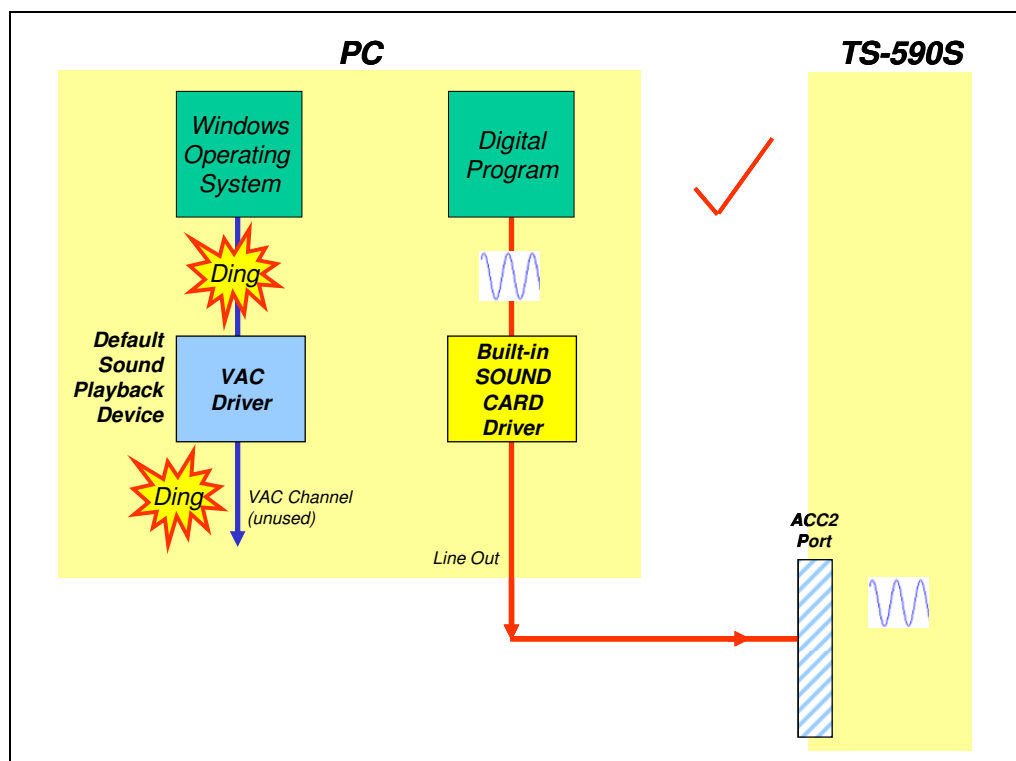 PC
TS-590S
Windows
Operating
System
Digital
Program
Ding
Default
Sound
Playback
Device
VAC
Driver
Built-in
SOUND
CARD
Driver
Ding
VAC Channel
(unused)
Line Out
ACC2
Port